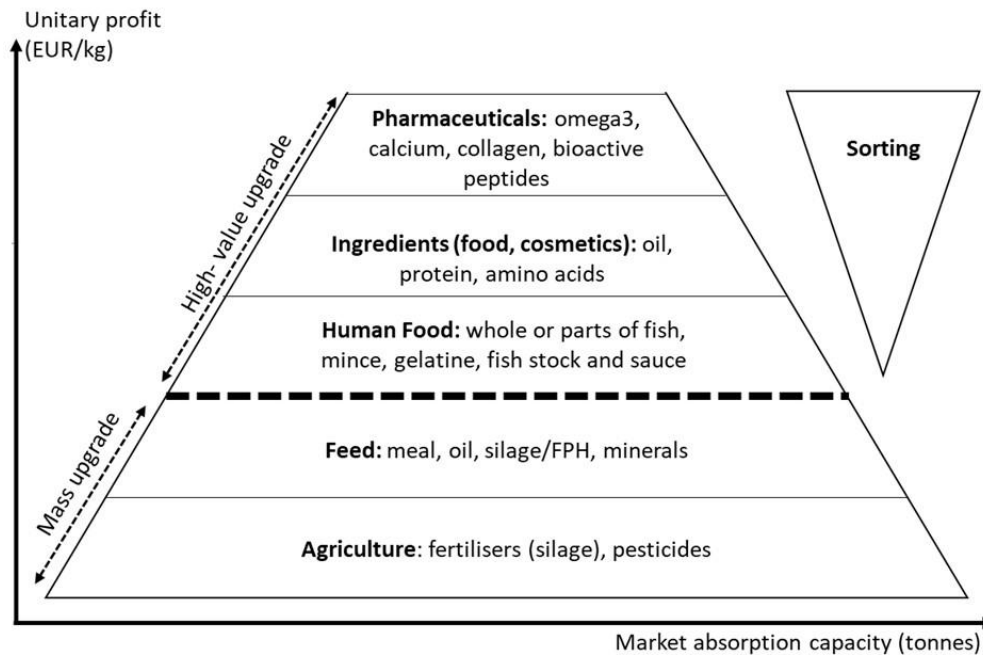 Unitary profit
(EUR/kg)
Pharmaceuticals: omega3,
calcium, collagen, bioactive
peptides
Sorting
High- value upgrade
Ingredients (food, cosmetics): oil,
protein, amino acids
Human Food: whole or parts of fish,
mince, gelatine, fish stock and sauce
Mass upgrade
Feed: meal, oil, silage/FPH, minerals
Agriculture: fertilisers (silage), pesticides
Market absorption capacity (tonnes)